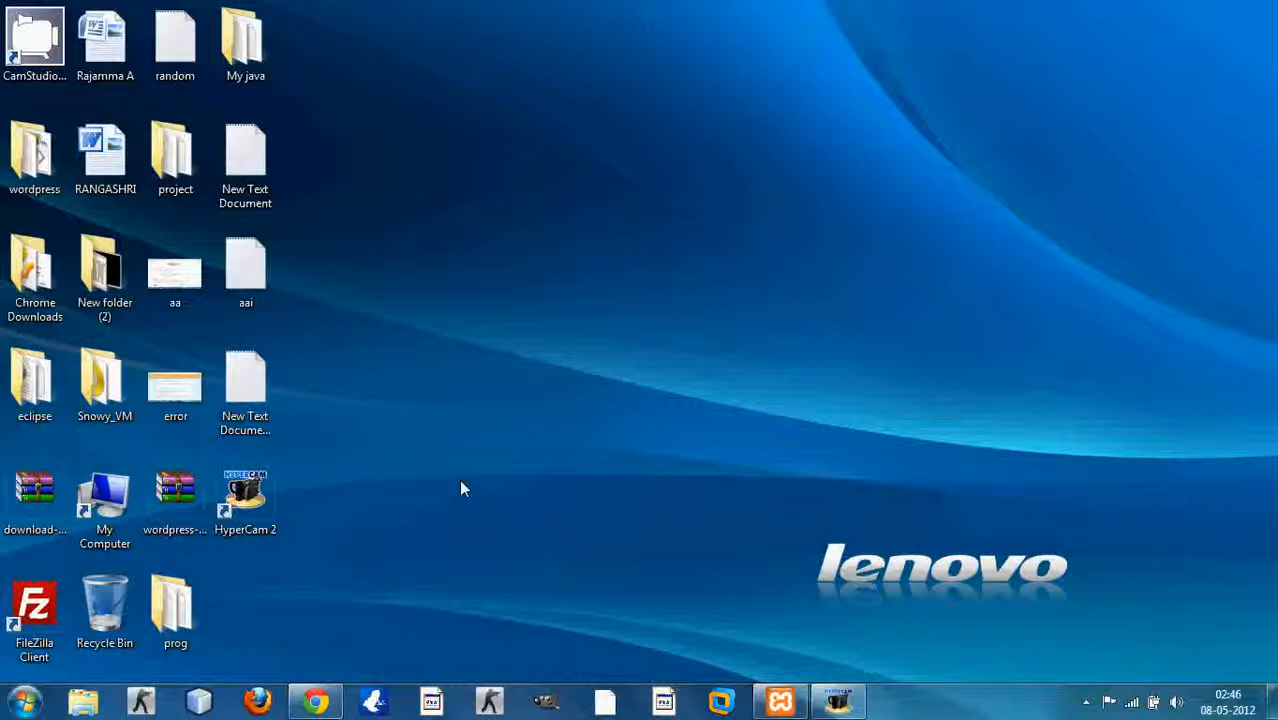 CamStudio...
Rajamma A
random
My java
wordpress
RANGASHRI
project
New Text
Document
Chrome
Downloads
New folder
(2)
aa
aai
eclipse
Snowy_VM
error
New Text
Docume...
HYPERCAM
download-...
My
Computer
wordpress-...
HyperCam 2
lenovo
Fz
FileZilla
Client
Recycle Bin
prog
02:46
08-05-2012